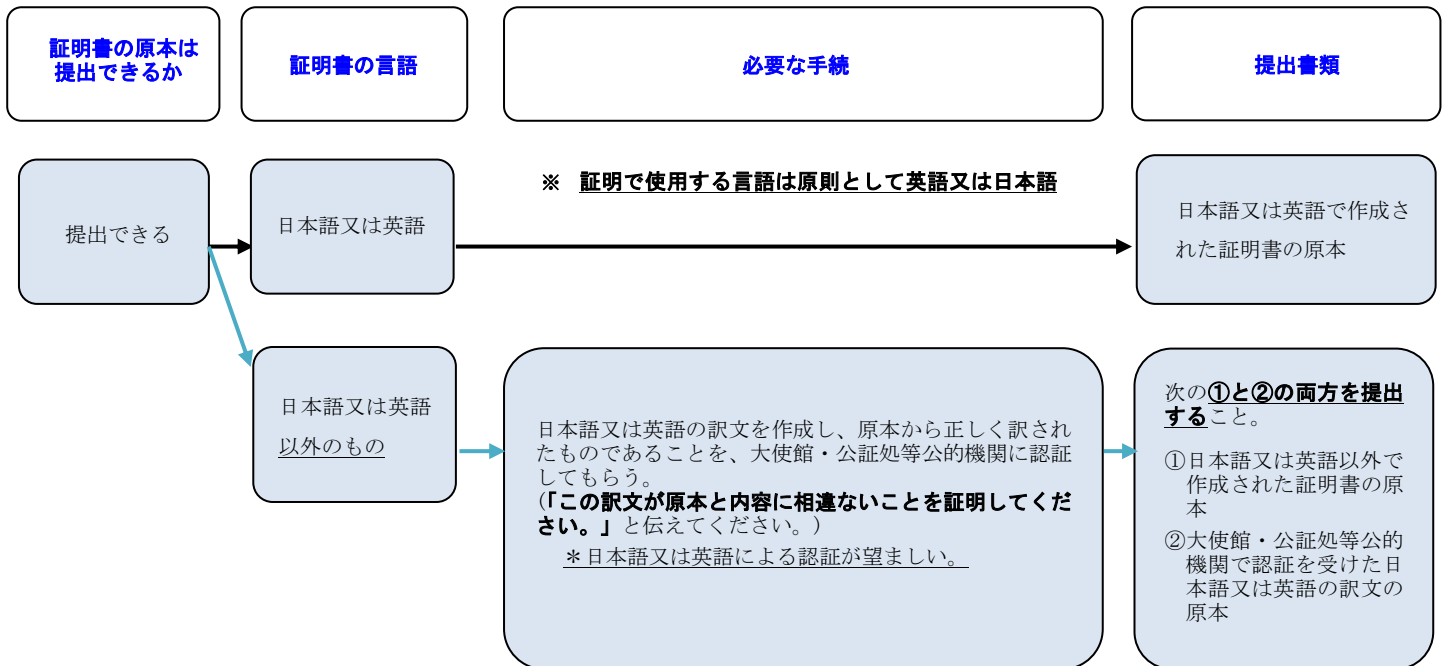 証明書の原本は
提出できるか
証明書の言語
必要な手続
提出書類
提出できる
日本語又は英語
※ 証明で使用する言語は原則として英語又は日本語
日本語又は英語で作成さ
れた証明書の原本
日本語又は英語
以外のもの
日本語又は英語の訳文を作成し、原本から正しく訳され
たものであることを、大使館・公証処等公的機関に認証
してもらう。
(「この訳文が原本と内容に相違ないことを証明してくだ
さい。」と伝えてください。)
＊日本語又は英語による認証が望ましい。
次の①と②の両方を提出
すること。
①日本語又は英語以外で
作成された証明書の原
本
②大使館・公証処等公的
機関で認証を受けた日
本語又は英語の訳文の
原本